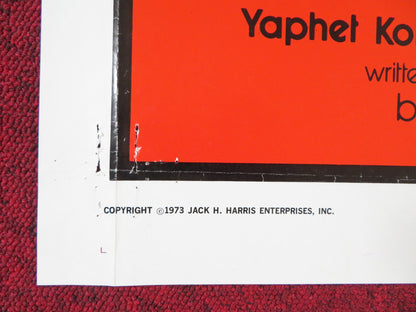 Yaphet Ko
writte
b
COPYRIGHT ©1973 JACK H. HARRIS ENTERPRISES, INC.
L